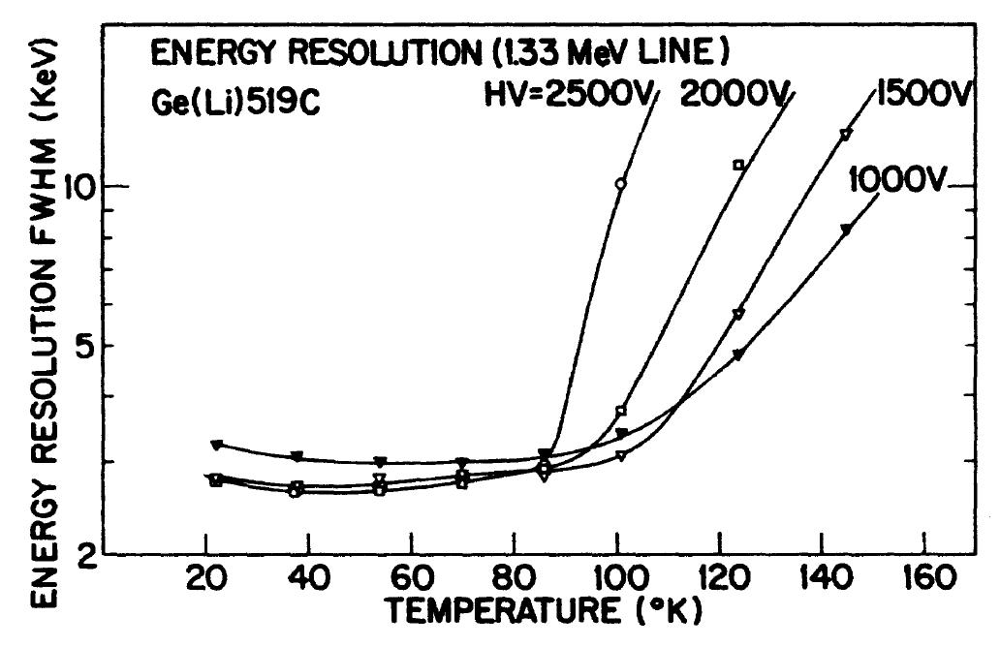 ENERGY RESOLUTION (1.33 MeV LINE)
Ge(Li)519C
HV=2500V 2000V 1500V
1000V
10
5
2
20 40 60 80 100 120 140 160
TEMPERATURE (°K)
ENERGY RESOLUTION FWHM (KeV)